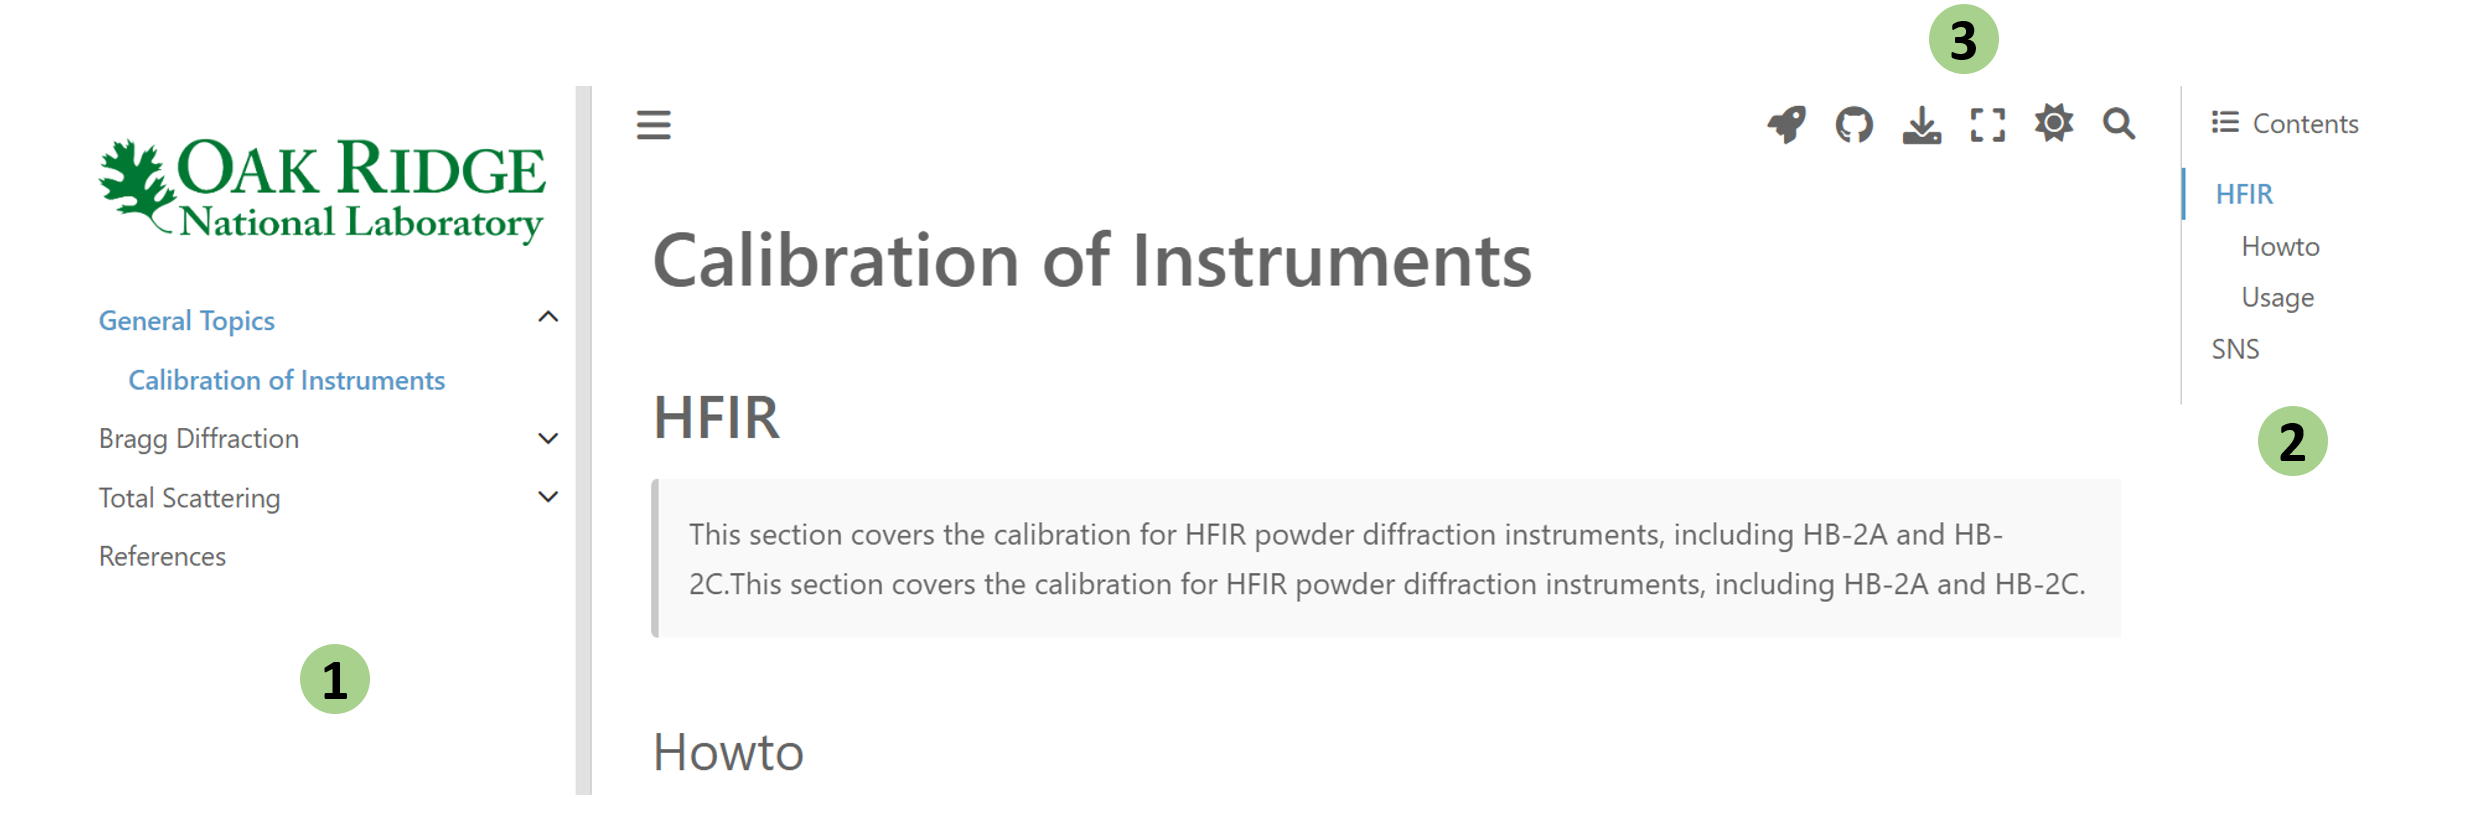 3
OAK RIDGE
National Laboratory
General Topics
Calibration of Instruments
Bragg Diffraction
Total Scattering
References
1
Calibration of Instruments
HFIR
This section covers the calibration for HFIR powder diffraction instruments, including HB-2A and HB-
2C.This section covers the calibration for HFIR powder diffraction instruments, including HB-2A and HB-2C.
Howto
Contents
HFIR
Howto
Usage
SNS
2